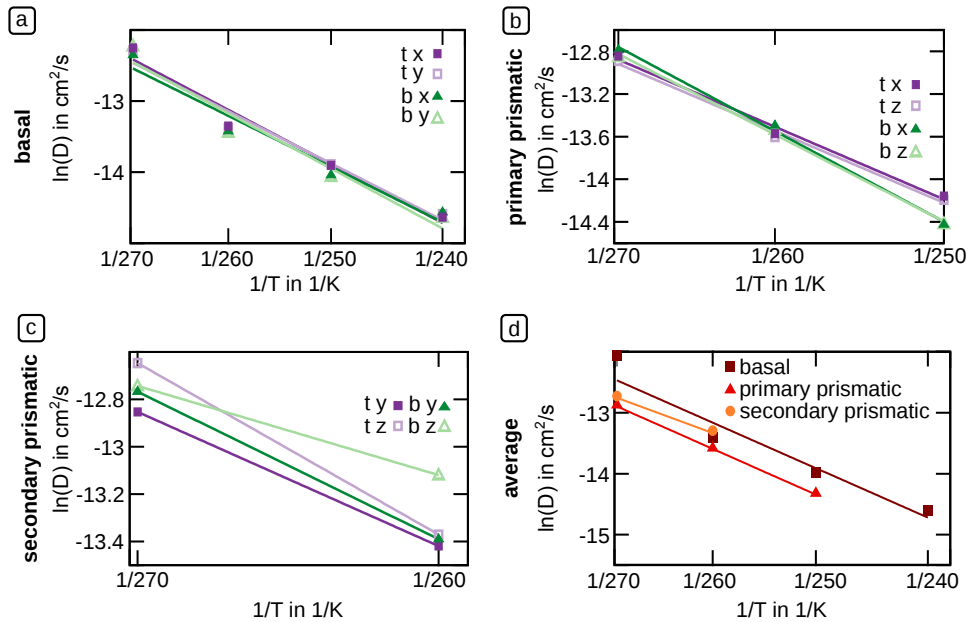 a
basal
ln(D) in cm²/s
-13
-14
t x
t y
b x
b y
1/270
1/260
1/250
1/240
1/T in 1/K
b
primary prismatic
ln(D) in cm²/s
-12.8
-13.2
-13.6
-14
-14.4
t x
t z
b x
b z
1/270
1/260
1/250
1/T in 1/K
c
secondary prismatic
ln(D) in cm²/s
-12.8
-13
-13.2
-13.4
t y b y
t z b z
1/270
1/260
1/T in 1/K
d
average
ln(D) in cm²/s
-13
-14
-15
basal
primary prismatic
secondary prismatic
1/270
1/260
1/250
1/240
1/T in 1/K